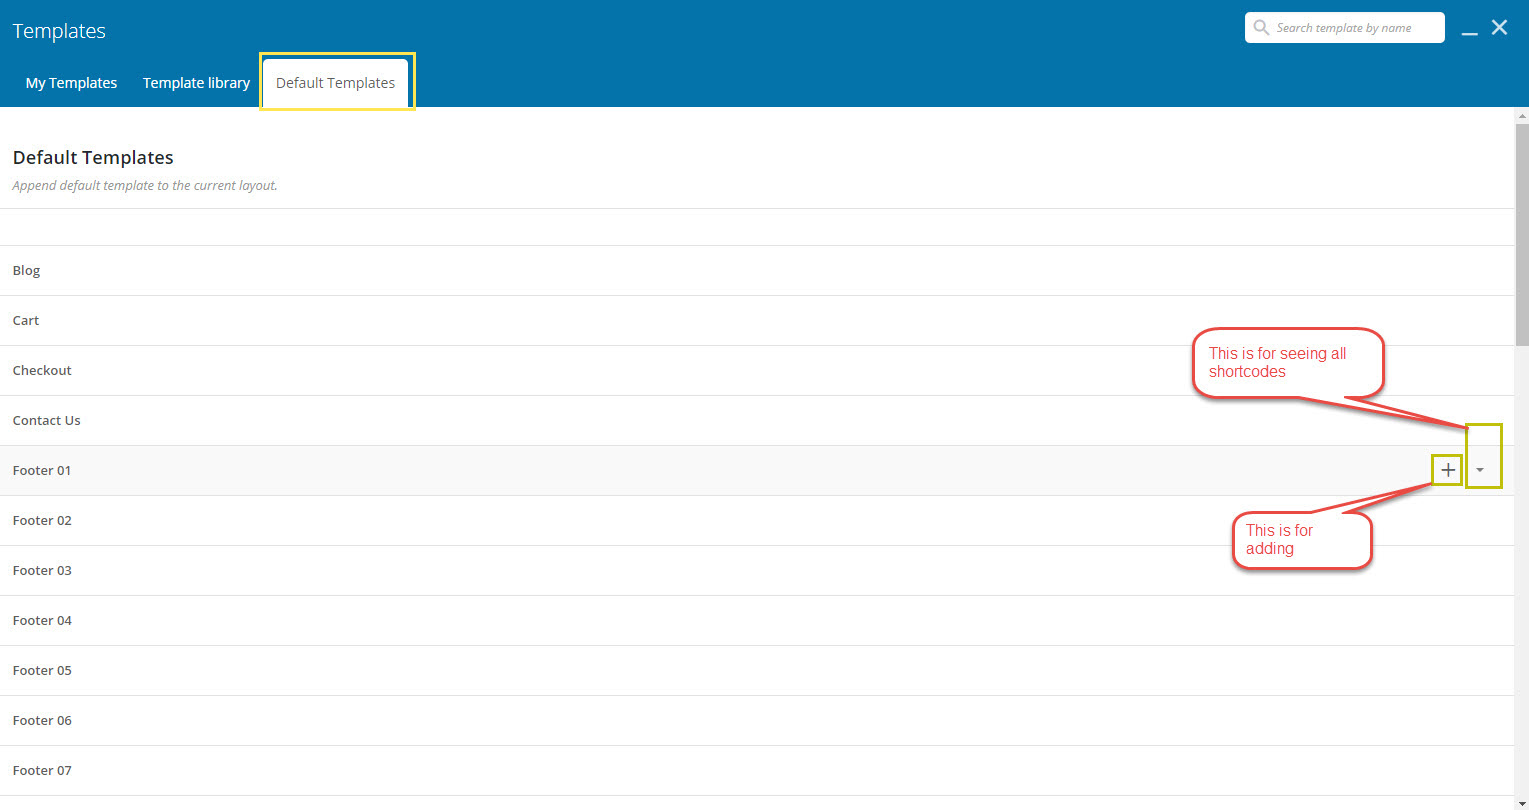 Templates
Search template by name
My Templates
Template library
Default Templates
Default Templates
Append default template to the current layout.
Blog
Cart
Checkout
This is for seeing all
shortcodes
Contact Us
Footer 01
Footer 02
This is for
adding
Footer 03
Footer 04
Footer 05
Footer 06
Footer 07